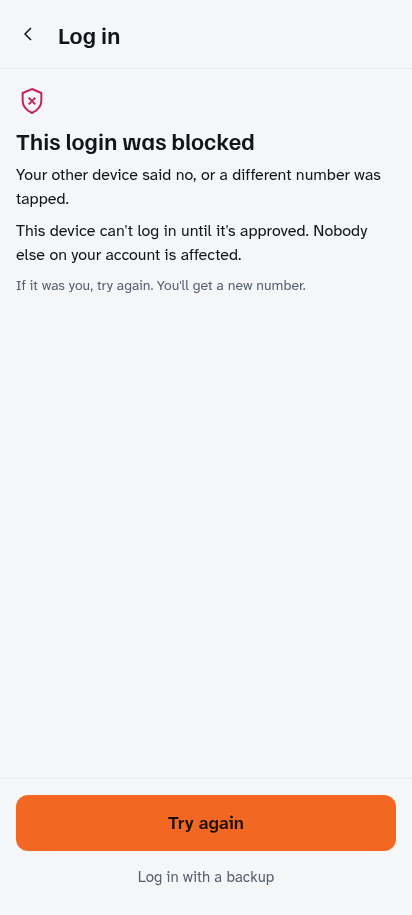 Log in
This login was blocked
Your other device said no, or a different number was
tapped.
This device can't log in until it's approved. Nobody
else on your account is affected.
If it was you, try again. You'll get a new number.
Try again
Log in with a backup